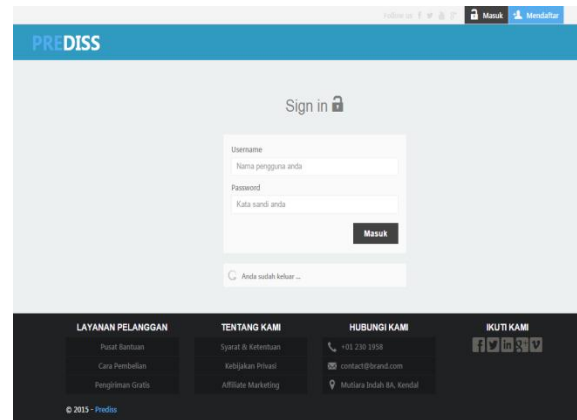 Follow us
Masuk
Mendaftar
PREDISS
Sign in
Username
Nama pengguna anda
Password
Kata sandi anda
Masuk
Anda sudah keluar ...
LAYANAN PELANGGAN
Pusat Bantuan
Cara Pembelian
Pengiriman Gratis
TENTANG KAMI
Syarat & Ketentuan
Kebijakan Privasi
Affiliate Marketing
HUBUNGI KAMI
+01 230 1958
contact@brand.com
Mutiara Indah 8A, Kendal
IKUTI KAMI
© 2015 - Prediss